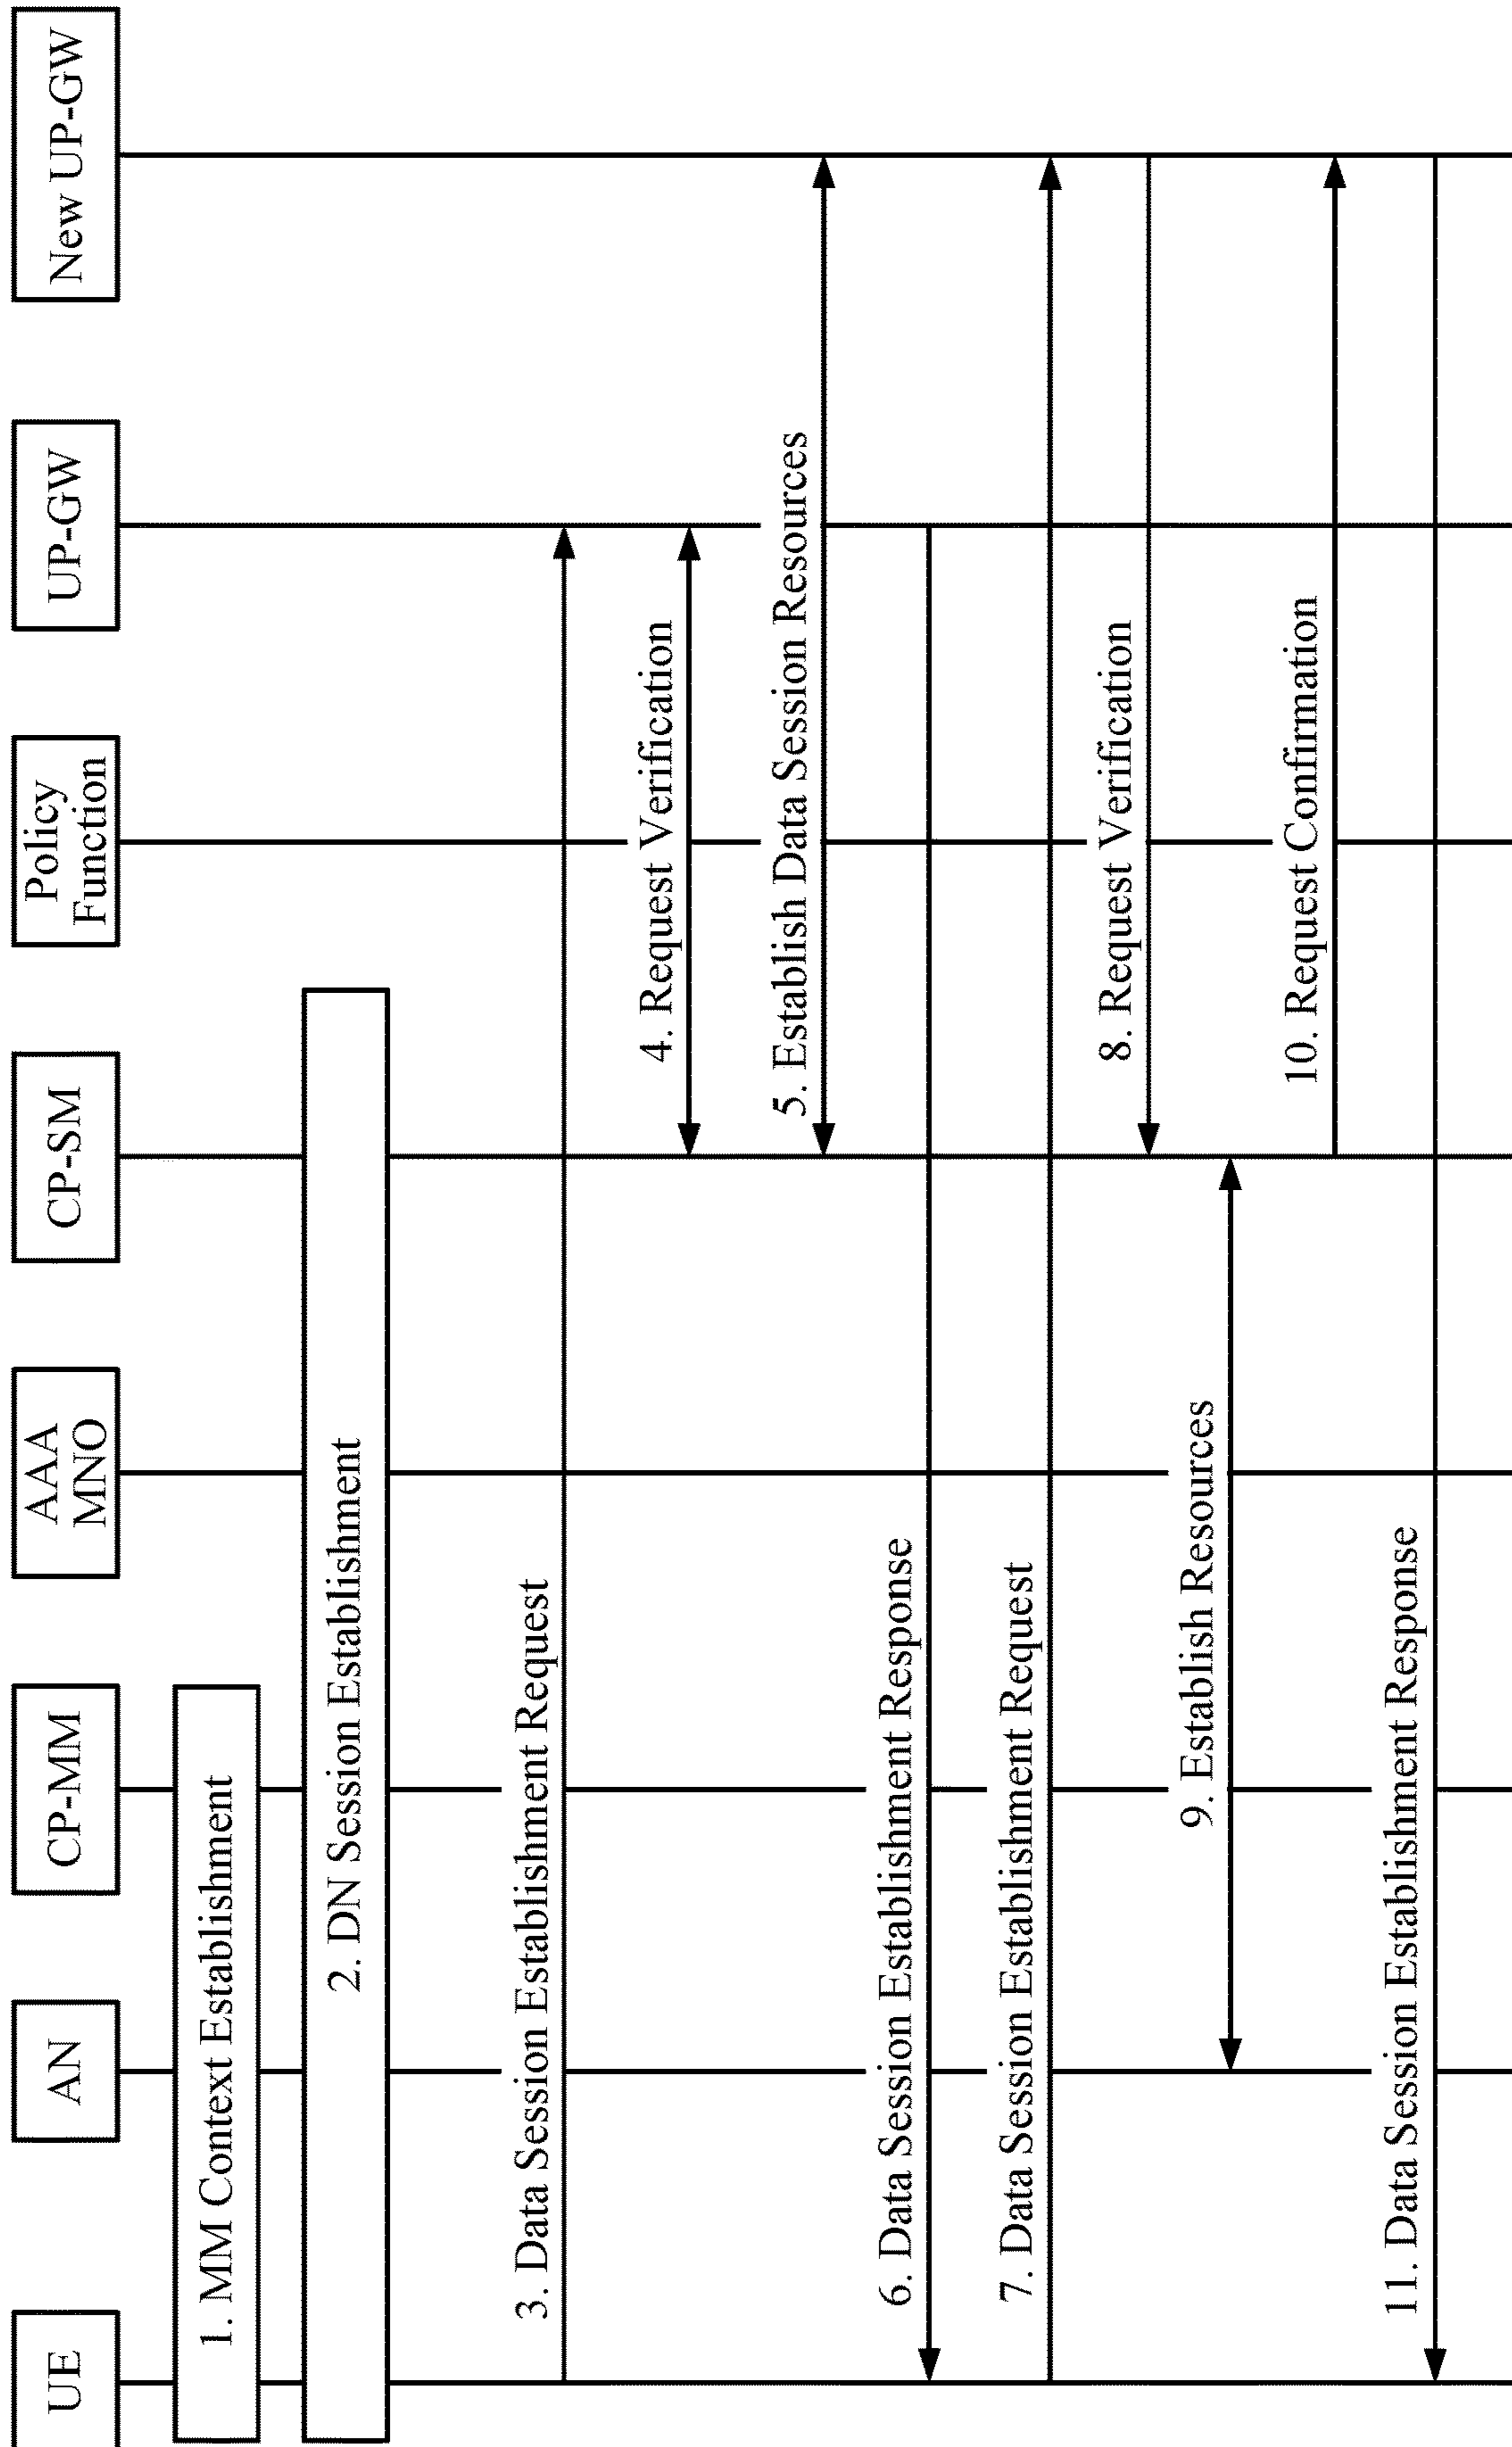 UE
AN
CP-MM
AAA
MNO
CP-SM
Policy
Function
UP-GW
New UP-GW
1. MM Context Establishment
2. DN Session Establishment
3. Data Session Establishment Request
4. Request Verification
5. Establish Data Session Resources
6. Data Session Establishment Response
7. Data Session Establishment Request
8. Request Verification
9. Establish Resources
10. Request Confirmation
11. Data Session Establishment Response